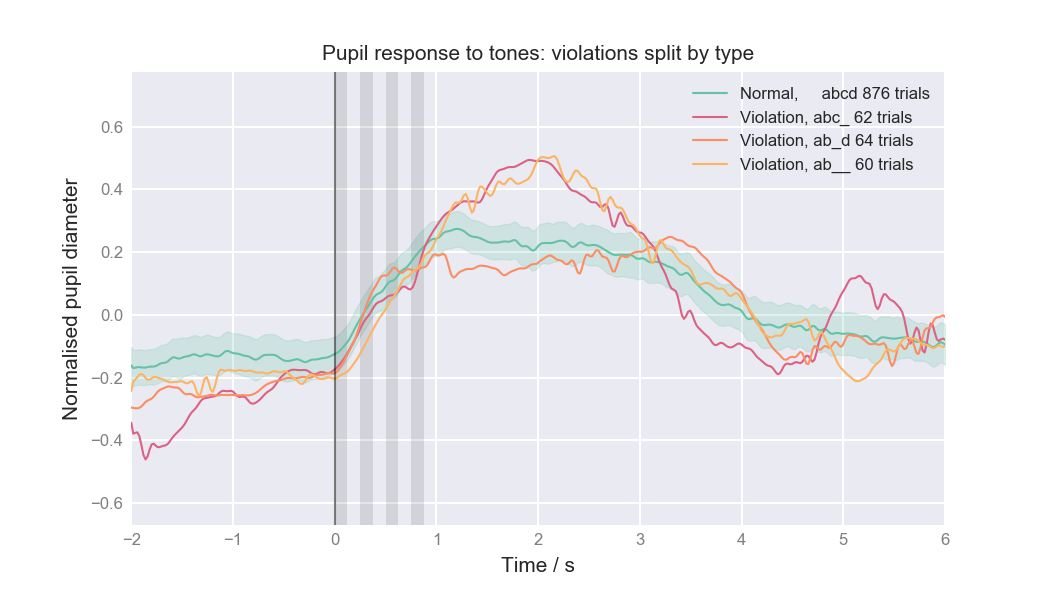 Pupil response to tones: violations split by type
Normal, abcd 876 trials
Violation, abc_ 62 trials
Violation, ab_d 64 trials
Violation, ab__ 60 trials
Normalised pupil diameter
0.6
0.4
0.2
0.0
−0.2
−0.4
−0.6
−2 −1 0 1 2 3 4 5 6
Time / s